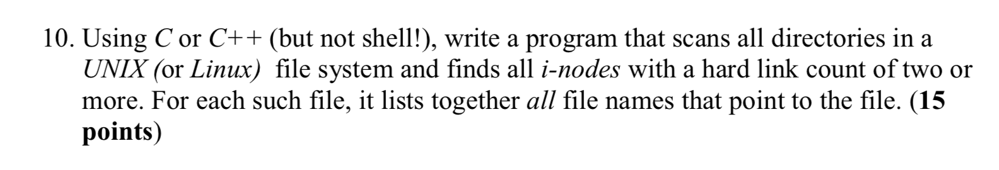 10. Using C or C++ (but not shell!), write a program that scans all directories in a
UNIX (or Linux) file system and finds all i-nodes with a hard link count of two or
more. For each such file, it lists together all file names that point to the file. (15
points)